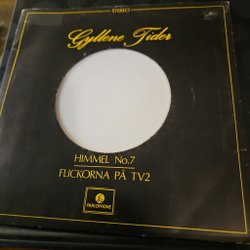 STEREO
Gyllene Tider
HIMMEL No.7
FLICKORNA PÅ TV2
PARLOPHONE